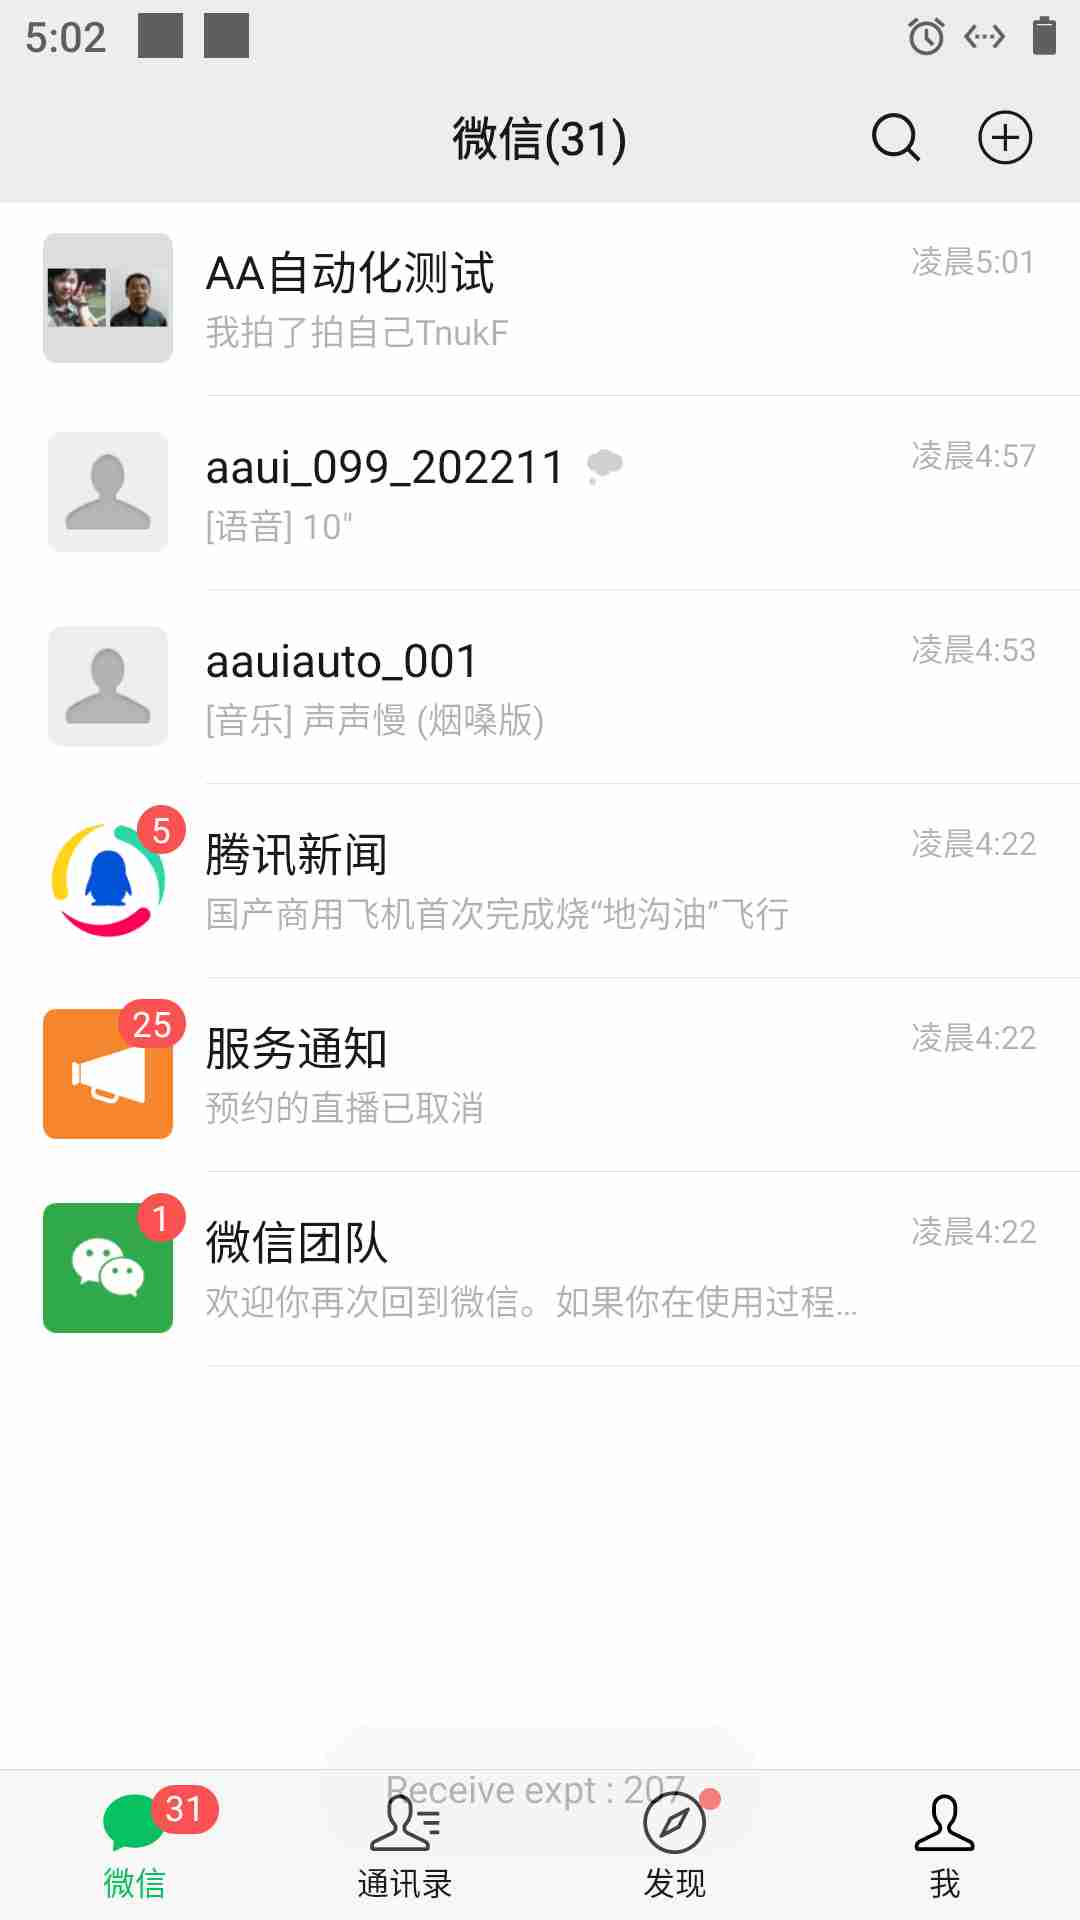 5:02
微信(31)
AA自动化测试
凌晨5:01
我拍了拍自己TnukF
aaui_099_202211
凌晨4:57
[语音] 10"
aauiauto_001
凌晨4:53
[音乐] 声声慢 (烟嗓版)
5
腾讯新闻
凌晨4:22
国产商用飞机首次完成烧“地沟油”飞行
25
服务通知
凌晨4:22
预约的直播已取消
1
微信团队
凌晨4:22
欢迎你再次回到微信。如果你在使用过程...
Receive expt : 207
31
微信
通讯录
发现
我